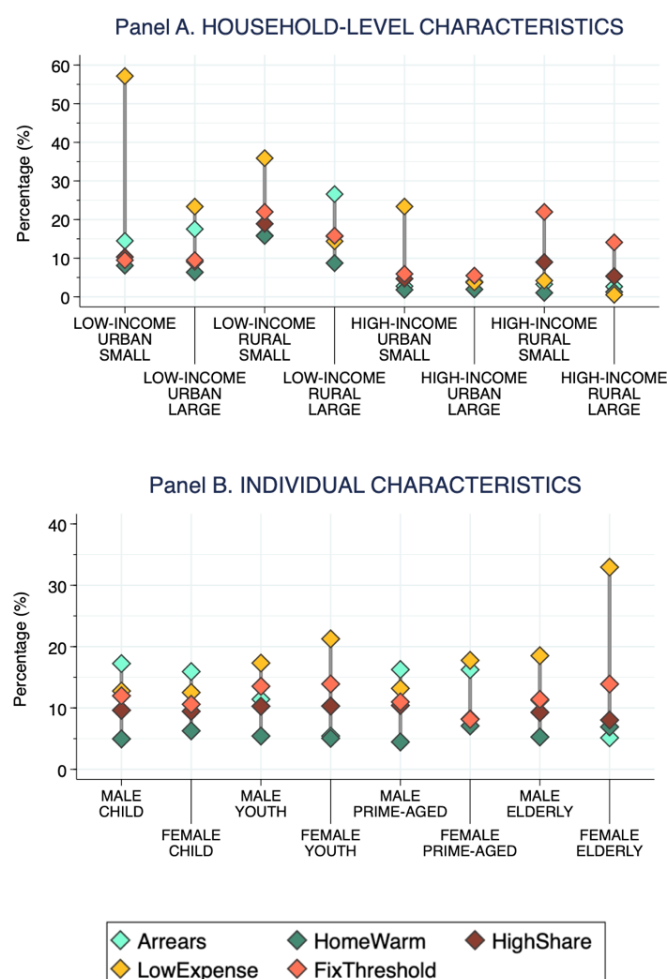 Panel A. HOUSEHOLD-LEVEL CHARACTERISTICS
Percentage (%)
60
50
40
30
20
10
0
LOW-INCOME
URBAN
SMALL
LOW-INCOME
URBAN
LARGE
LOW-INCOME
RURAL
SMALL
LOW-INCOME
RURAL
LARGE
HIGH-INCOME
URBAN
SMALL
HIGH-INCOME
URBAN
LARGE
HIGH-INCOME
RURAL
SMALL
HIGH-INCOME
RURAL
LARGE
Panel B. INDIVIDUAL CHARACTERISTICS
Percentage (%)
40
30
20
10
0
MALE
CHILD
FEMALE
CHILD
MALE
YOUTH
FEMALE
YOUTH
MALE
PRIME-AGED
FEMALE
PRIME-AGED
MALE
ELDERLY
FEMALE
ELDERLY
Arrears
HomeWarm
HighShare
LowExpense
FixThreshold